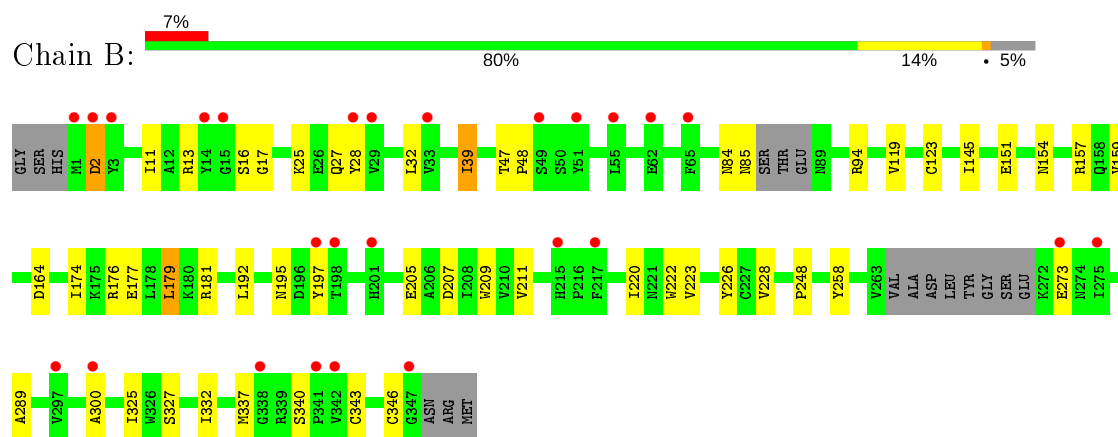 7%
Chain B:
80% 14% • 5%
GLY SER HIS M1 D2 Y3 I11 A12 R13 Y14 G15 S16 G17 K25 E26 Q27 Y28 V29 L32 V33 I39 T47 P48 S49 S50 Y51 L55 E62 F65 N84 N85 SER THR GLU N89 R94 V119 C123 I145 E151 N154 R157 Q158 V159
D164 I174 K175 R176 E177 L178 L179 K180 R181 L192 N195 D196 Y197 T198 H201 E205 A206 D207 I208 W209 V210 V211 H215 P216 F217 I220 N221 W222 V223 Y226 C227 V228 P248 Y258 V263 VAL ALA ASP LEU TYR GLY SER GLU K272 E273 N274 I275
A289 V297 A300 I325 W326 S327 I332 M337 G338 R339 S340 P341 V342 C343 C346 G347 ASN ARG MET